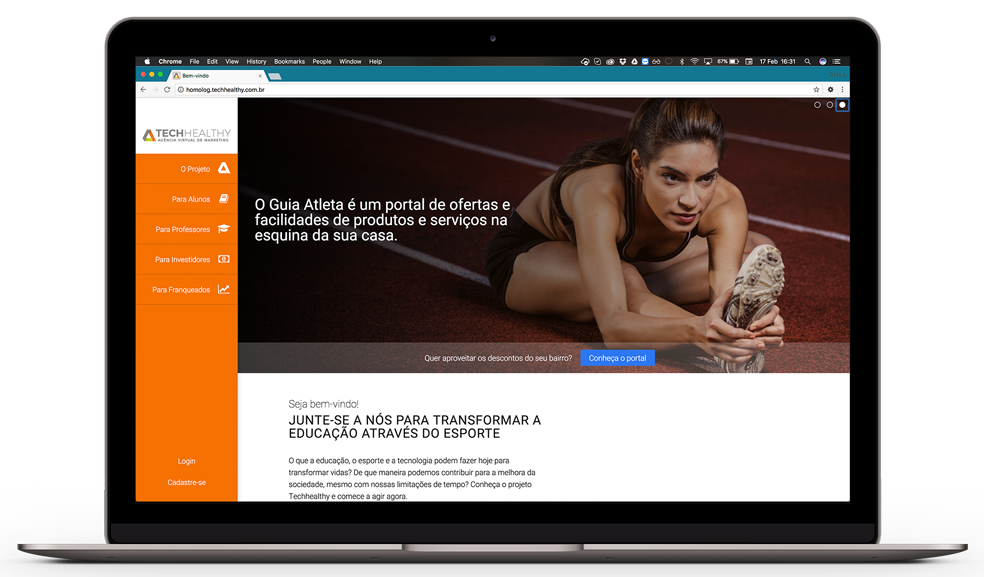 Chrome File Edit View History Bookmarks People Window Help 67% 17 Feb 16:31
Bem-vindo
homolog.techhealthy.com.br
TECHHEALTHY
AGÊNCIA VIRTUAL DE MARKETING
O Projeto
Para Alunos
Para Professores
Para Investidores
Para Franqueados
Login
Cadastre-se
O Guia Atleta é um portal de ofertas e
facilidades de produtos e serviços na
esquina da sua casa.
Quer aproveitar os descontos do seu bairro? Conheça o portal
Seja bem-vindo!
JUNTE-SE A NÓS PARA TRANSFORMAR A
EDUCAÇÃO ATRAVÉS DO ESPORTE
O que a educação, o esporte e a tecnologia podem fazer hoje para
transformar vidas? De que maneira podemos contribuir para a melhora da
sociedade, mesmo com nossas limitações de tempo? Conheça o projeto
Techhealthy e comece a agir agora.